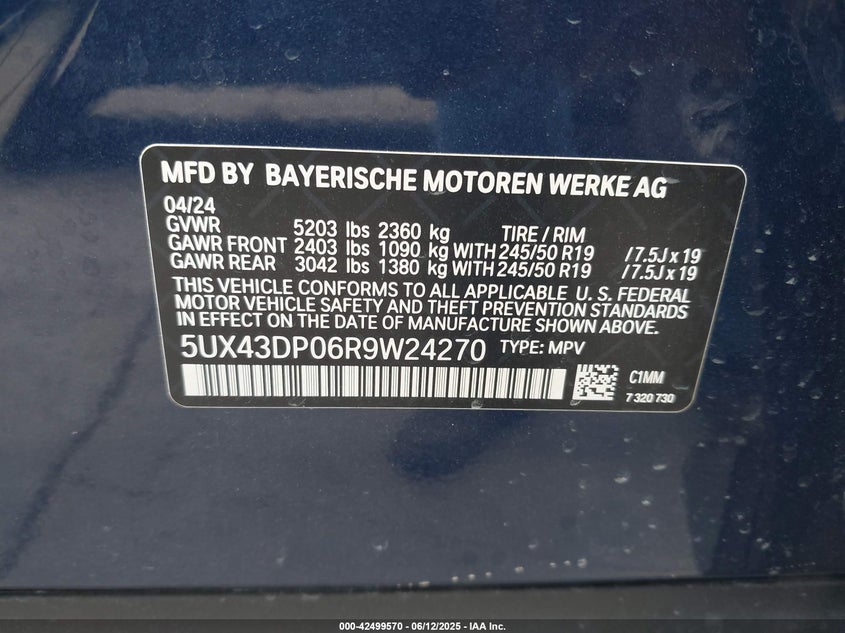 MFD BY BAYERISCHE MOTOREN WERKE AG
04/24
GVWR 5203 lbs 2360 kg TIRE / RIM
GAWR FRONT 2403 lbs 1090 kg WITH 245/50 R19 / 7.5J x 19
GAWR REAR 3042 lbs 1380 kg WITH 245/50 R19 / 7.5J x 19
THIS VEHICLE CONFORMS TO ALL APPLICABLE U. S. FEDERAL
MOTOR VEHICLE SAFETY AND THEFT PREVENTION STANDARDS
IN EFFECT ON THE DATE OF MANUFACTURE SHOWN ABOVE.
5UX43DP06R9W24270 TYPE: MPV
C1MM
7 320 730
000-42499570 - 06/12/2025 - IAA Inc.